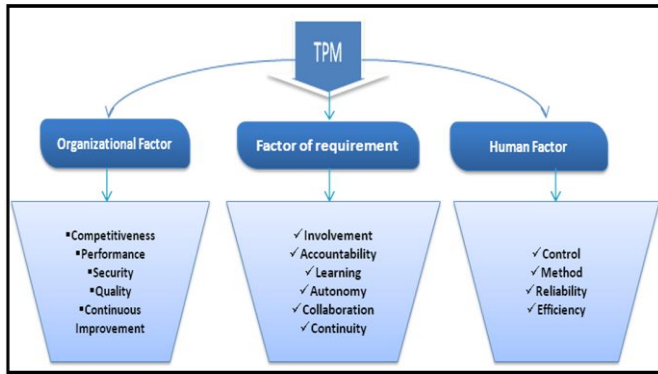 TPM
Organizational Factor
Factor of requirement
Human Factor
▪Competitiveness
▪Performance
▪Security
▪Quality
▪Continuous
Improvement
✓Involvement
✓Accountability
✓Learning
✓Autonomy
✓Collaboration
✓Continuity
✓Control
✓Method
✓Reliability
✓Efficiency